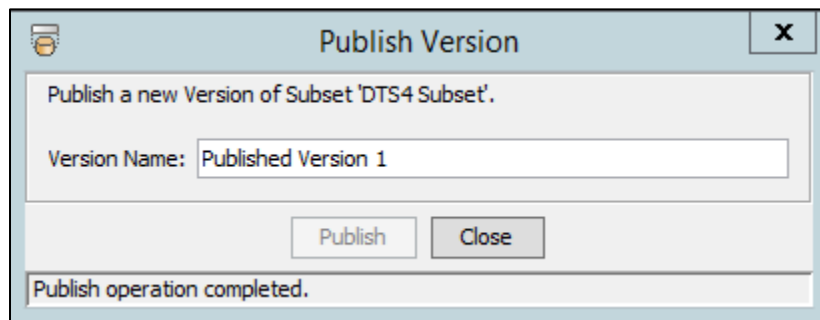 Publish Version
x
Publish a new Version of Subset 'DTS4 Subset'.
Version Name: Published Version 1
Publish Close
Publish operation completed.